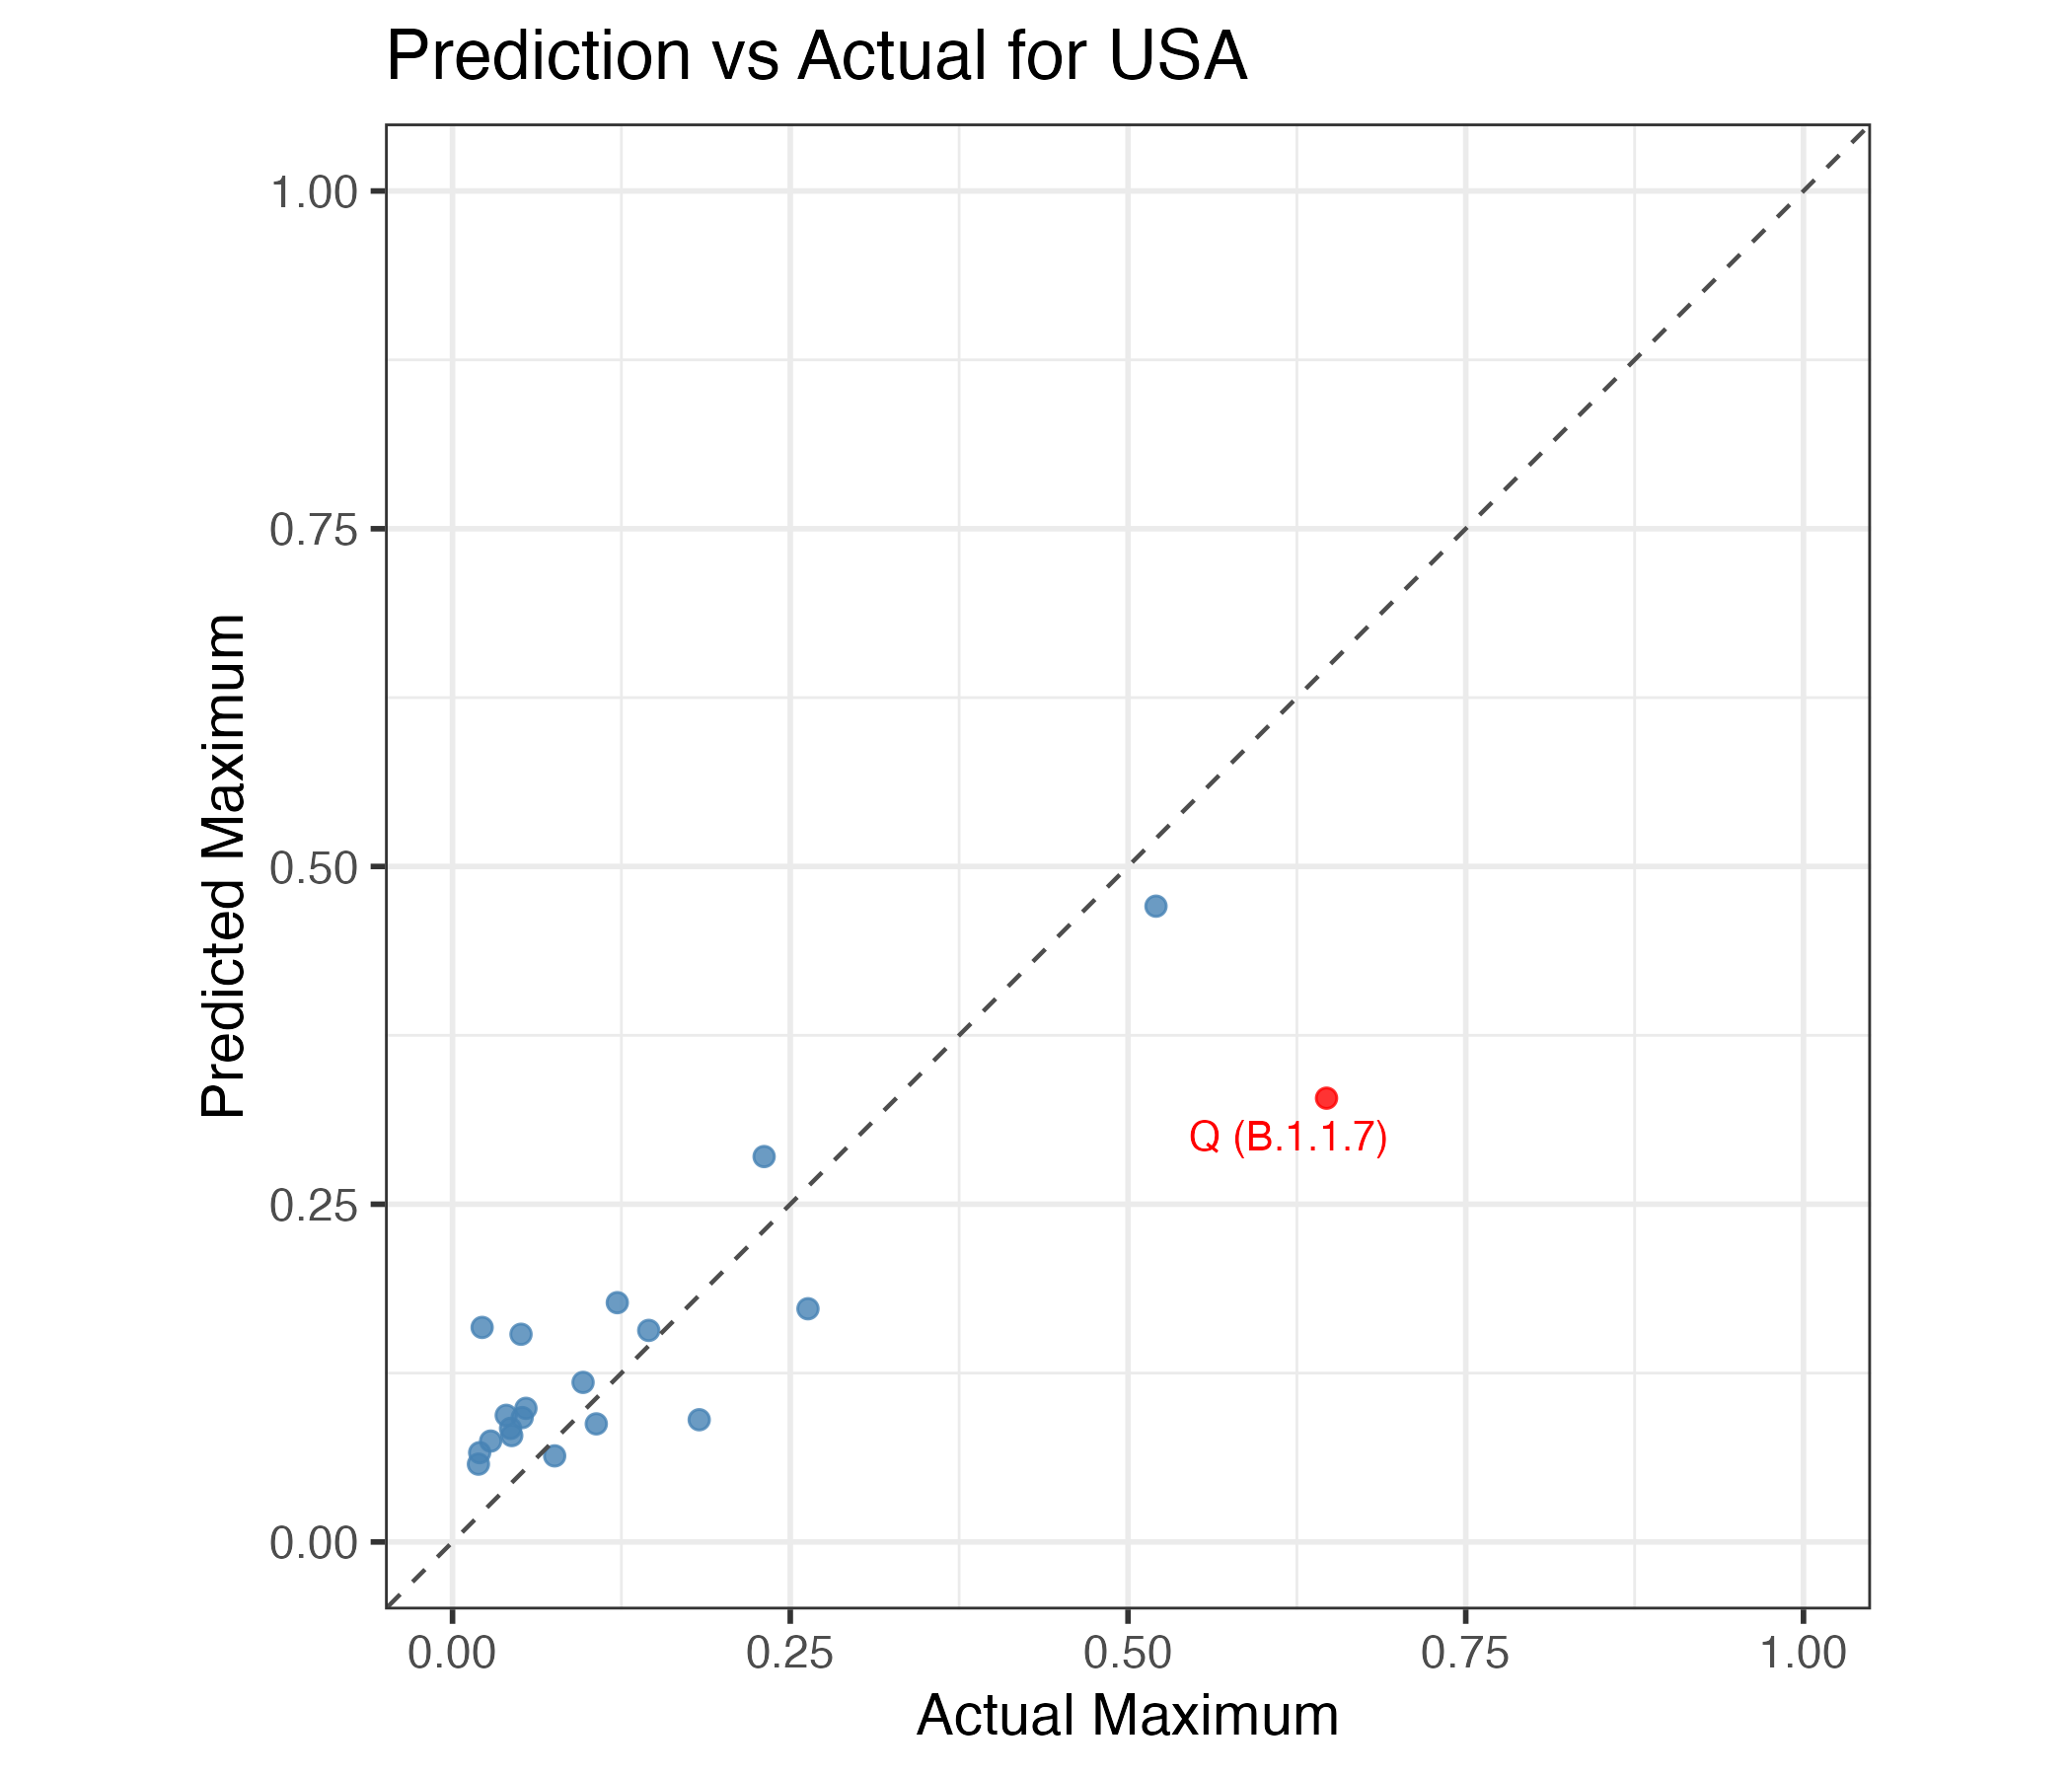 Prediction vs Actual for USA
Predicted Maximum
1.00
0.75
0.50
0.25
0.00
Q (B.1.1.7)
0.00 0.25 0.50 0.75 1.00
Actual Maximum